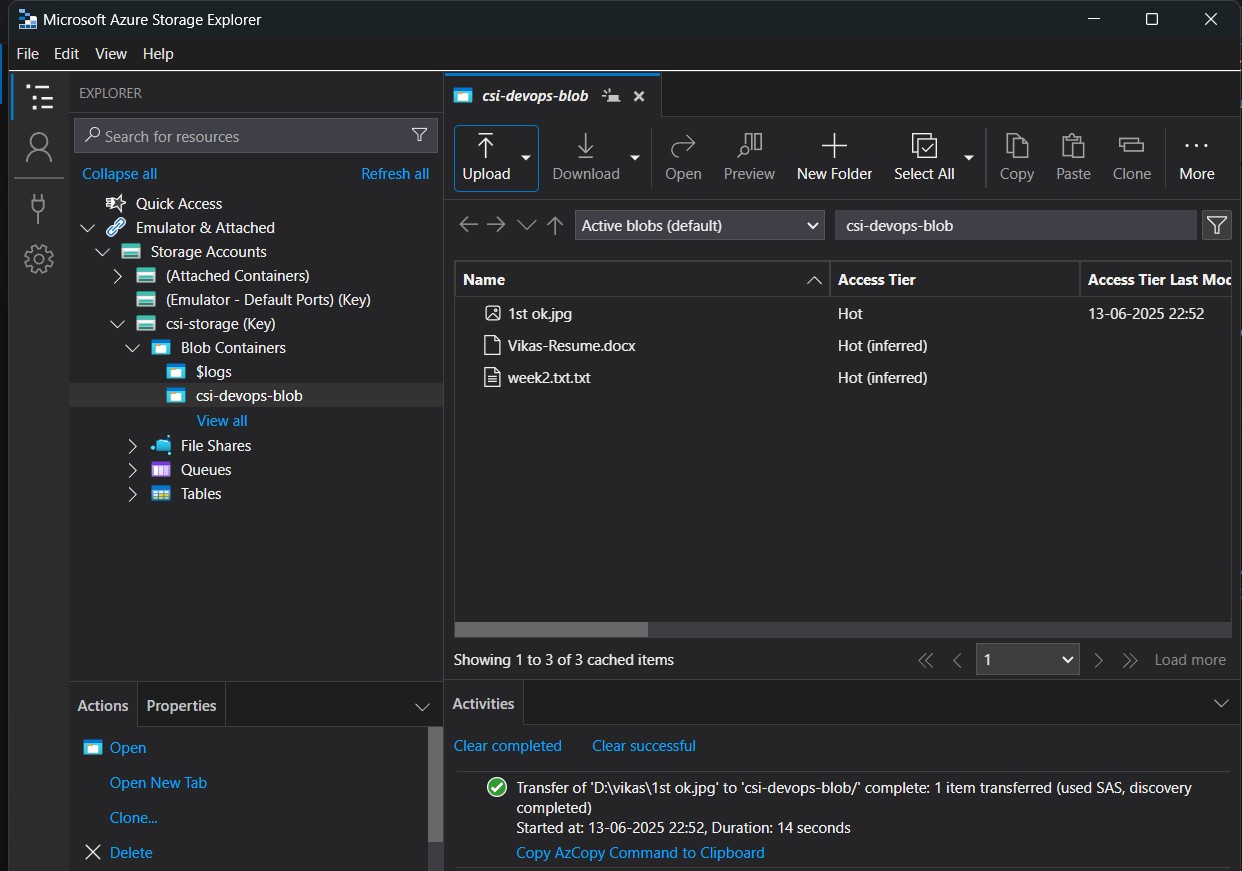 Microsoft Azure Storage Explorer
File Edit View Help
EXPLORER
Search for resources
Collapse all Refresh all
Quick Access
Emulator & Attached
Storage Accounts
(Attached Containers)
(Emulator - Default Ports) (Key)
csi-storage (Key)
Blob Containers
$logs
csi-devops-blob
View all
File Shares
Queues
Tables
Actions Properties
Open
Open New Tab
Clone...
Delete
csi-devops-blob
Upload Download Open Preview New Folder Select All Copy Paste Clone More
Active blobs (default) csi-devops-blob
Name Access Tier Access Tier Last Moc
1st ok.jpg Hot 13-06-2025 22:52
Vikas-Resume.docx Hot (inferred)
week2.txt.txt Hot (inferred)
Showing 1 to 3 of 3 cached items 1 Load more
Activities
Clear completed Clear successful
Transfer of 'D:\vikas\1st ok.jpg' to 'csi-devops-blob/' complete: 1 item transferred (used SAS, discovery
completed)
Started at: 13-06-2025 22:52, Duration: 14 seconds
Copy AzCopy Command to Clipboard